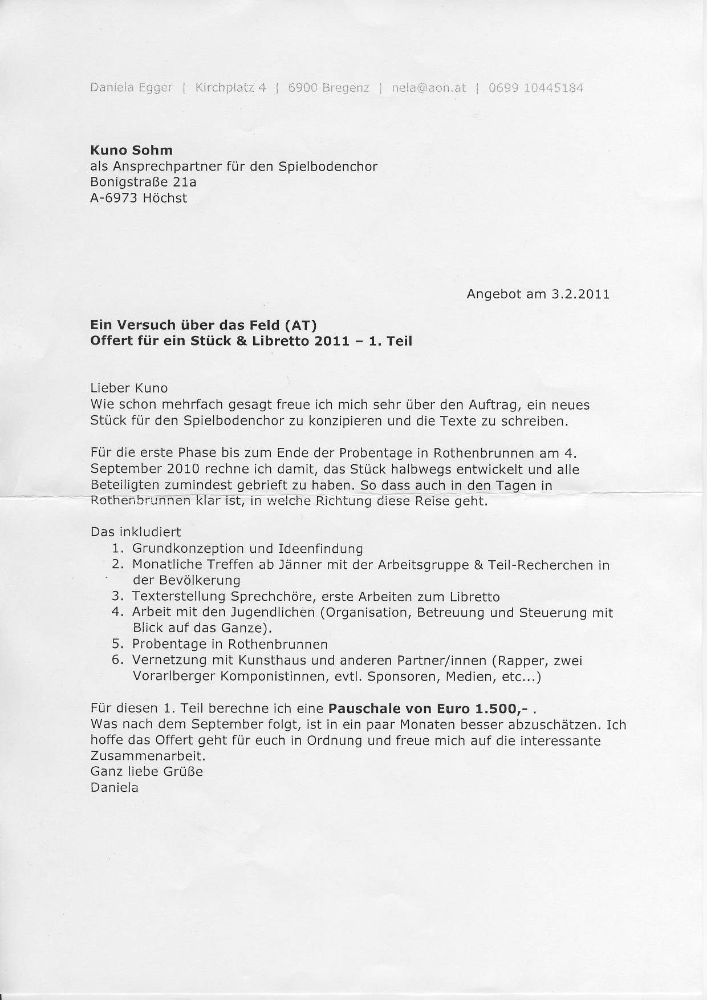 Daniela Egger | Kirchplatz 4 | 6900 Bregenz | nela@aon.at | 0699 10445184
Kuno Sohm
als Ansprechpartner für den Spielbodenchor
Bonigstraße 21a
A-6973 Höchst
Angebot am 3.2.2011
Ein Versuch über das Feld (AT)
Offert für ein Stück & Libretto 2011 – 1. Teil
Lieber Kuno
Wie schon mehrfach gesagt freue ich mich sehr über den Auftrag, ein neues
Stück für den Spielbodenchor zu konzipieren und die Texte zu schreiben.
Für die erste Phase bis zum Ende der Probentage in Rothenbrunnen am 4.
September 2010 rechne ich damit, das Stück halbwegs entwickelt und alle
Beteiligten zumindest gebrieft zu haben. So dass auch in den Tagen in
Rothenbrunnen klar ist, in welche Richtung diese Reise geht.
Das inkludiert
1. Grundkonzeption und Ideenfindung
2. Monatliche Treffen ab Jänner mit der Arbeitsgruppe & Teil-Recherchen in
der Bevölkerung
3. Texterstellung Sprechchöre, erste Arbeiten zum Libretto
4. Arbeit mit den Jugendlichen (Organisation, Betreuung und Steuerung mit
Blick auf das Ganze).
5. Probentage in Rothenbrunnen
6. Vernetzung mit Kunsthaus und anderen Partner/innen (Rapper, zwei
Vorarlberger Komponistinnen, evtl. Sponsoren, Medien, etc...)
Für diesen 1. Teil berechne ich eine Pauschale von Euro 1.500,- .
Was nach dem September folgt, ist in ein paar Monaten besser abzuschätzen. Ich
hoffe das Offert geht für euch in Ordnung und freue mich auf die interessante
Zusammenarbeit.
Ganz liebe Grüße
Daniela